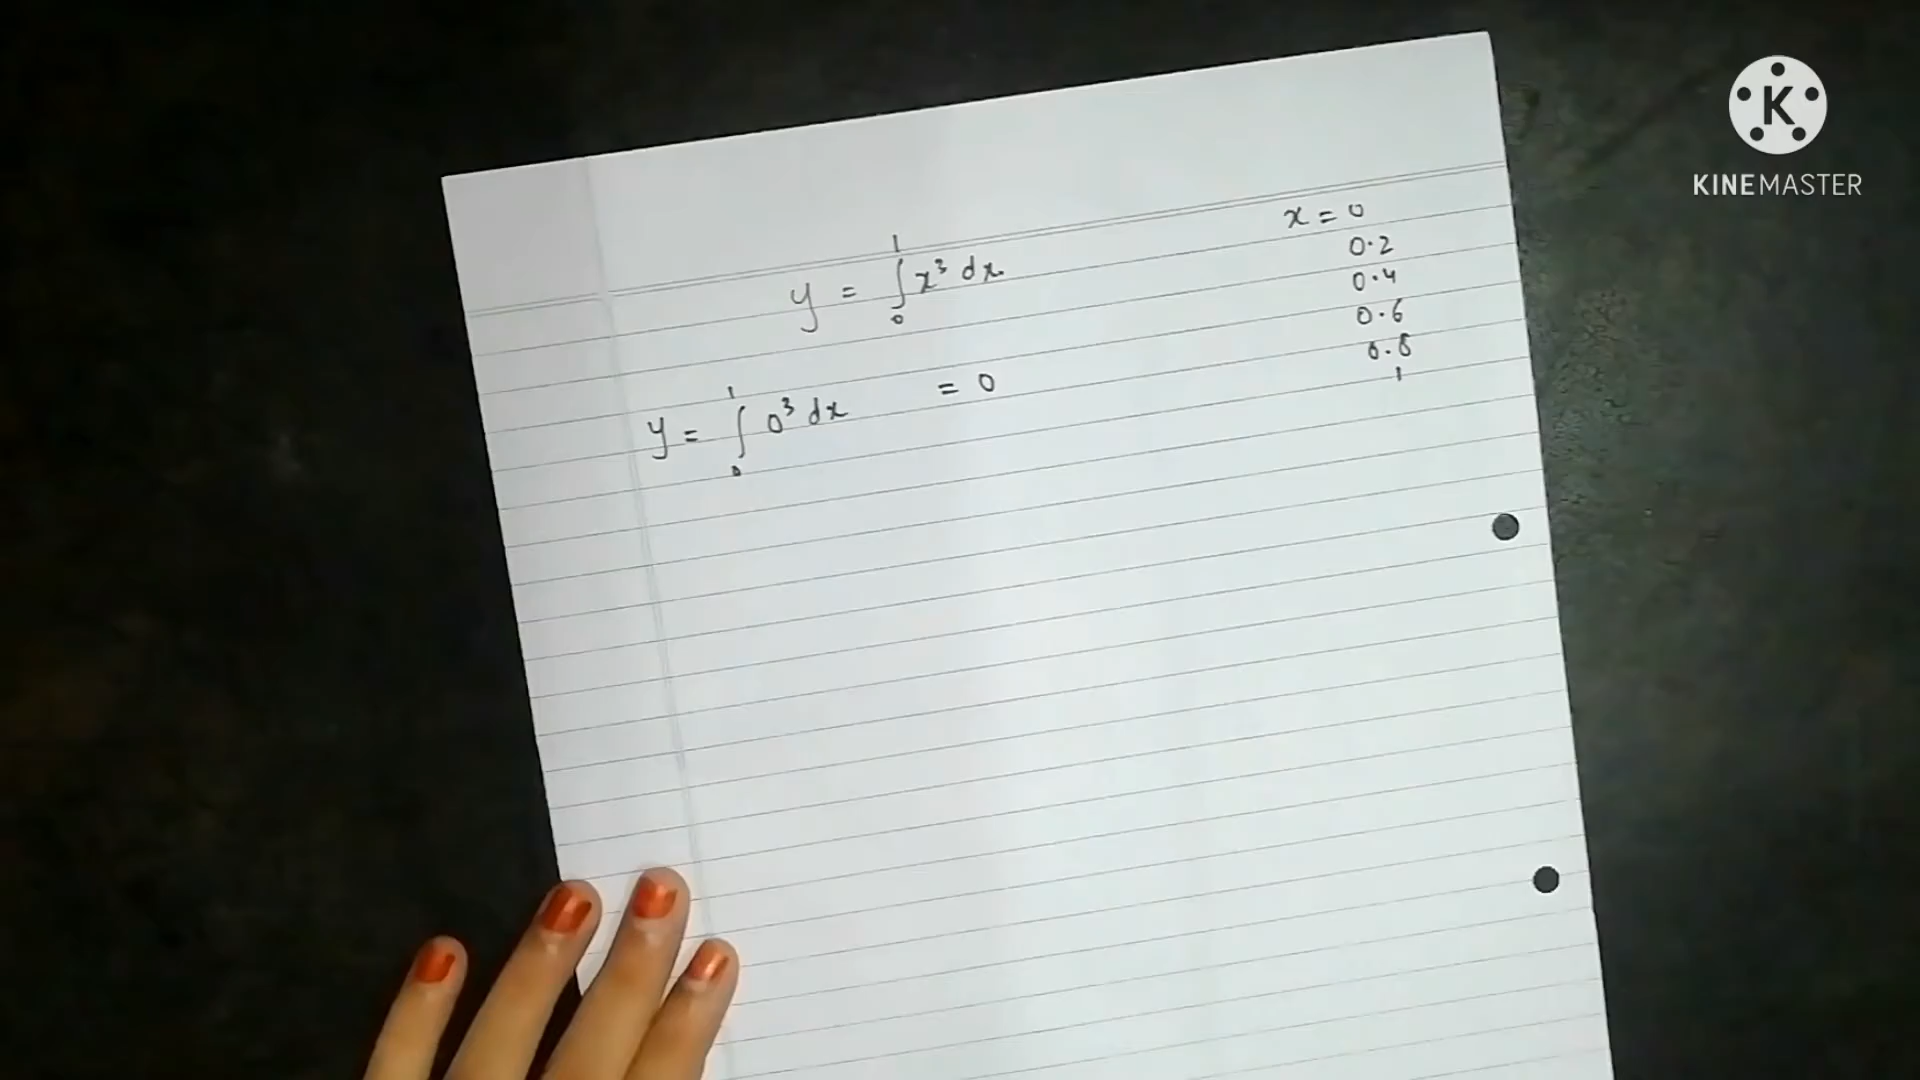 K
KINEMASTER
x = 0
0.2
y = ∫₀¹ x³ dx
0.4
0.6
0.8
1
y = ∫₀¹ 0³ dx = 0